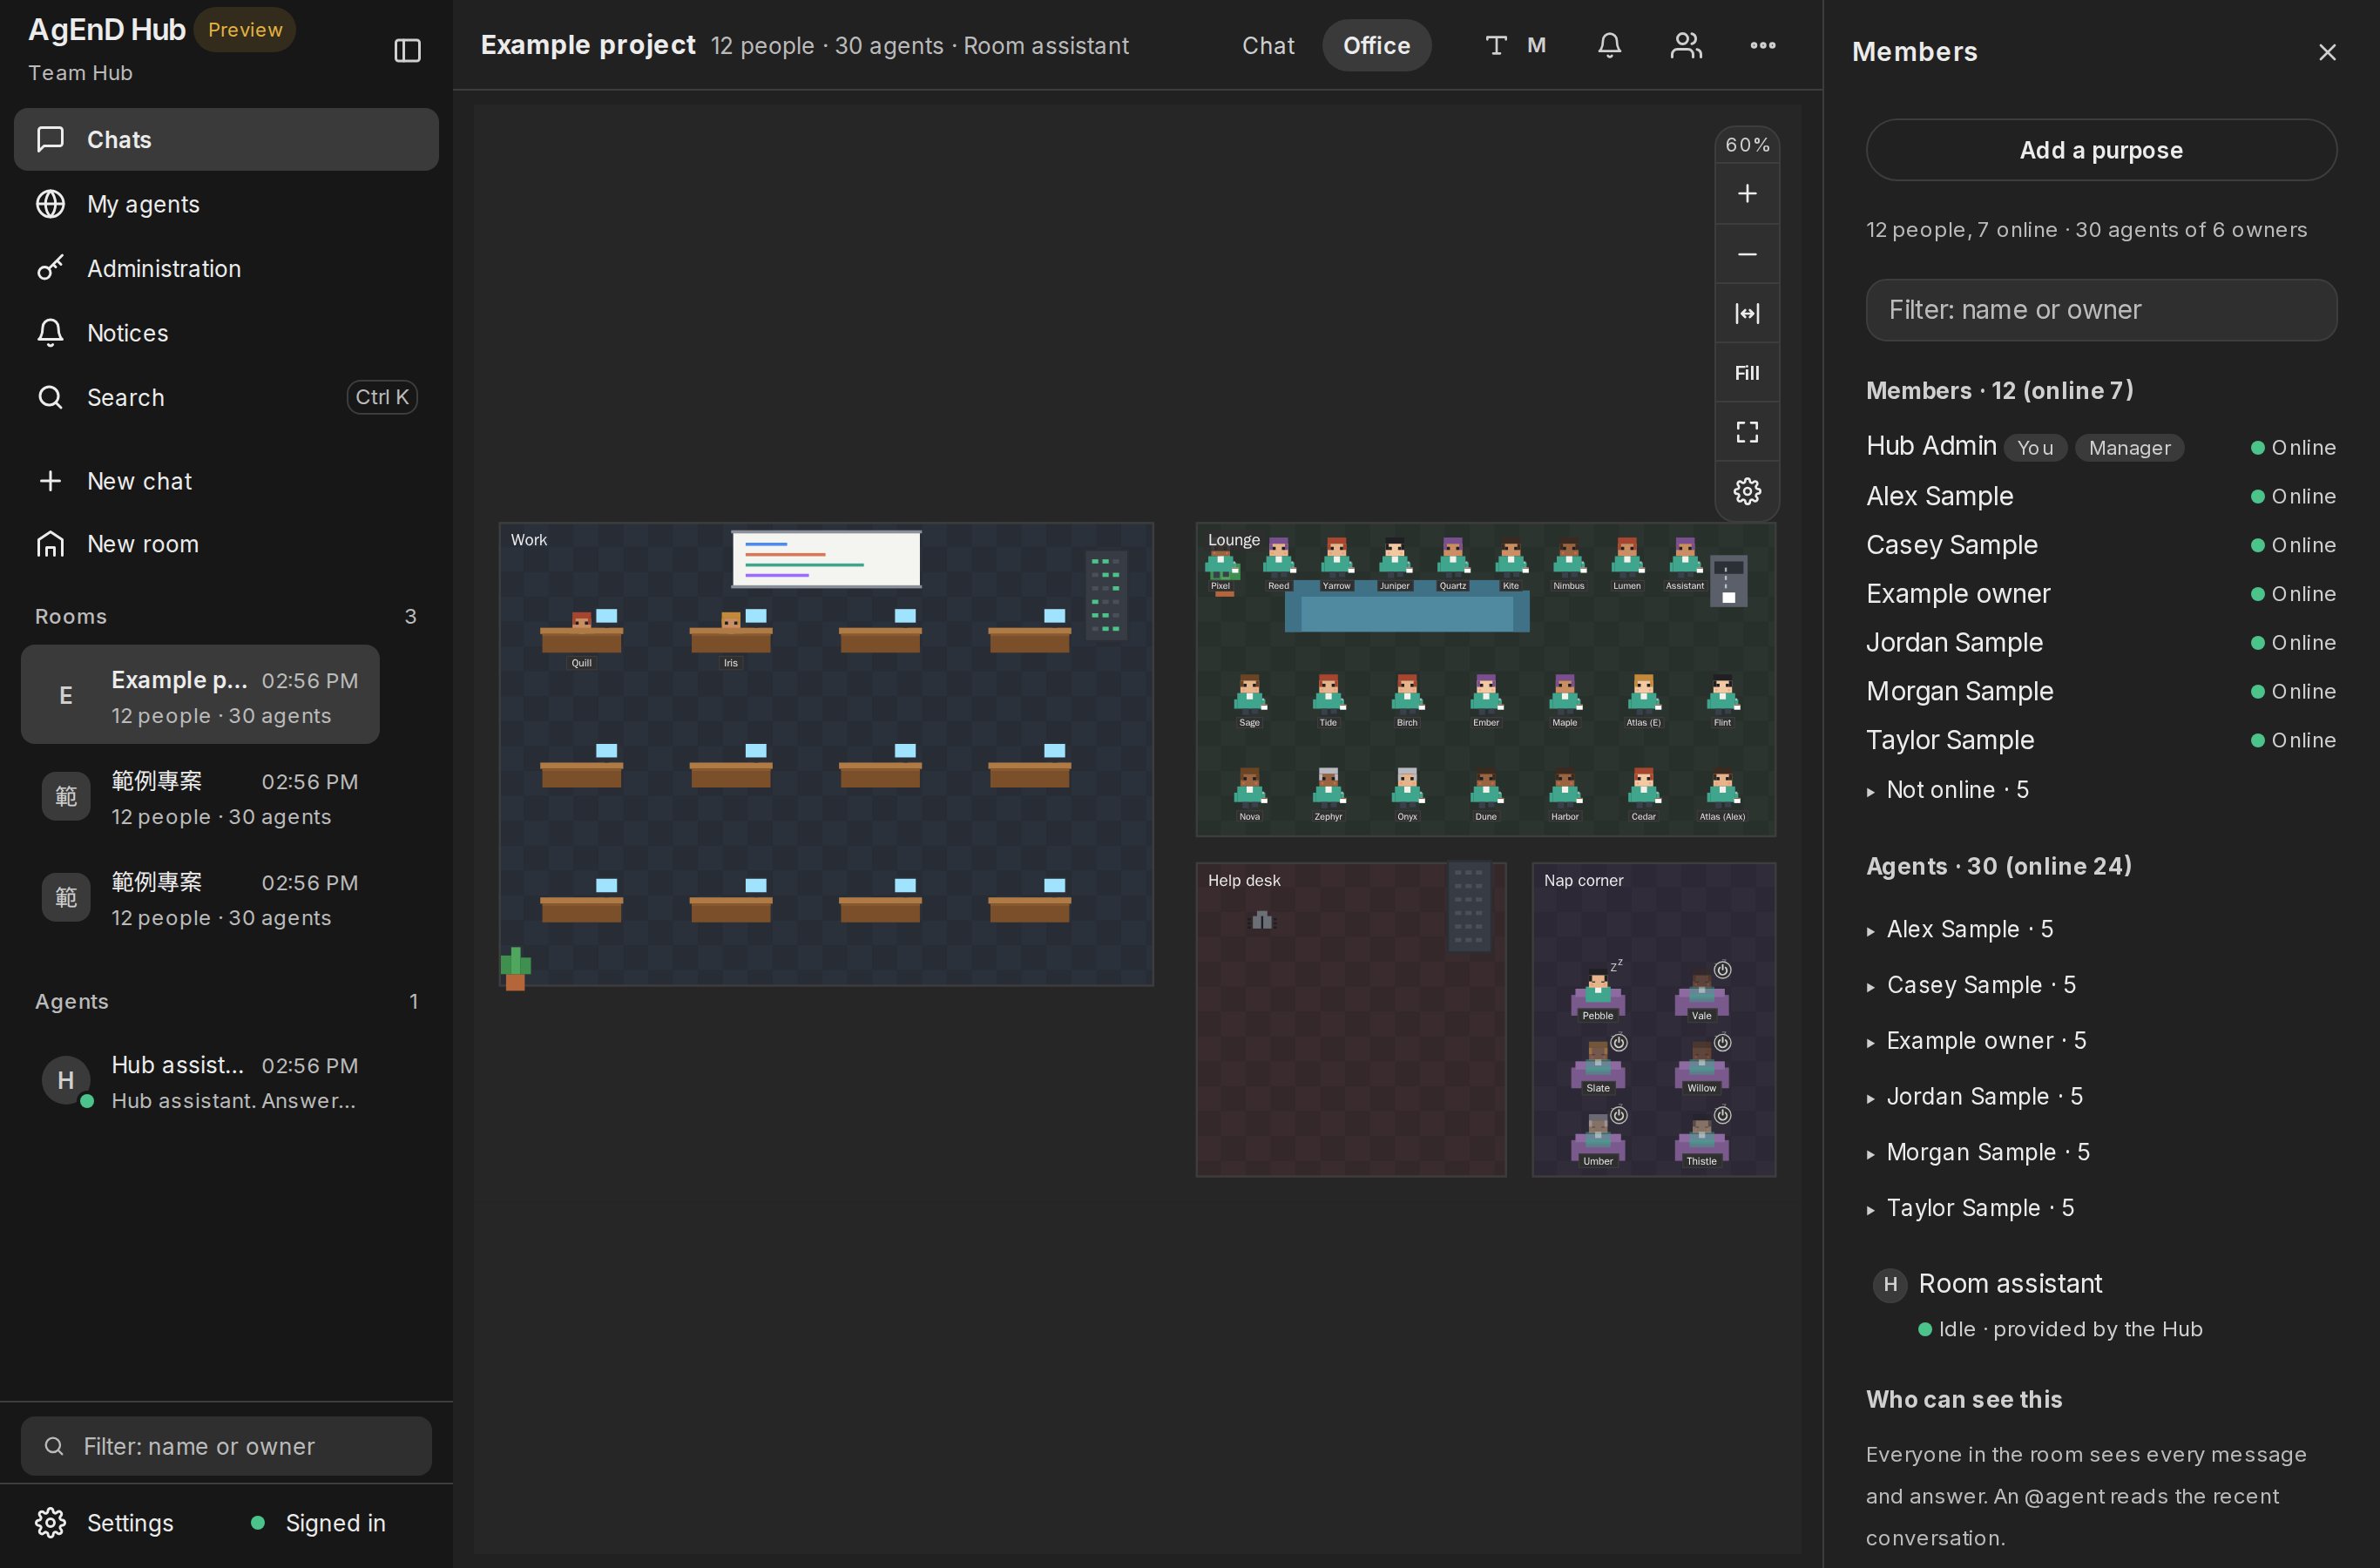 AgEnD Hub Preview
Team Hub
Chats
My agents
Administration
Notices
Search Ctrl K
New chat
New room
Rooms 3
E Example p... 02:56 PM
12 people · 30 agents
範 範例專案 02:56 PM
12 people · 30 agents
範 範例專案 02:56 PM
12 people · 30 agents
Agents 1
H Hub assist... 02:56 PM
Hub assistant. Answer...
Filter: name or owner
Settings Signed in
Example project 12 people · 30 agents · Room assistant
Chat Office T M
60%
Fill
Work
Quill Iris
Lounge
Pixel Reed Yarrow Juniper Quartz Kite Nimbus Lumen Assistant
Sage Tide Birch Ember Maple Atlas (E) Flint
Nova Zephyr Onyx Dune Harbor Cedar Atlas (Alex)
Help desk
Nap corner
z z
Pebble Vale
Slate Willow
Umber Thistle
Members
Add a purpose
12 people, 7 online · 30 agents of 6 owners
Filter: name or owner
Members · 12 (online 7)
Hub Admin You Manager Online
Alex Sample Online
Casey Sample Online
Example owner Online
Jordan Sample Online
Morgan Sample Online
Taylor Sample Online
Not online · 5
Agents · 30 (online 24)
Alex Sample · 5
Casey Sample · 5
Example owner · 5
Jordan Sample · 5
Morgan Sample · 5
Taylor Sample · 5
H Room assistant
Idle · provided by the Hub
Who can see this
Everyone in the room sees every message
and answer. An @agent reads the recent
conversation.